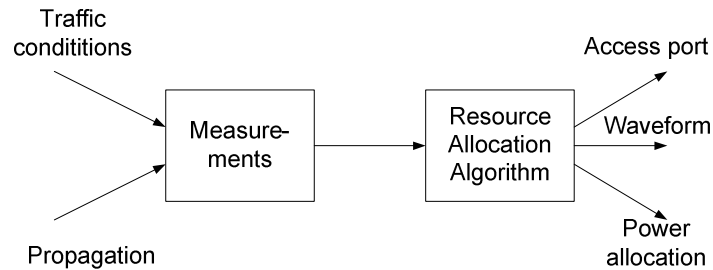 Traffic
condititions
Propagation
Measure-
ments
Resource
Allocation
Algorithm
Access port
Waveform
Power
allocation